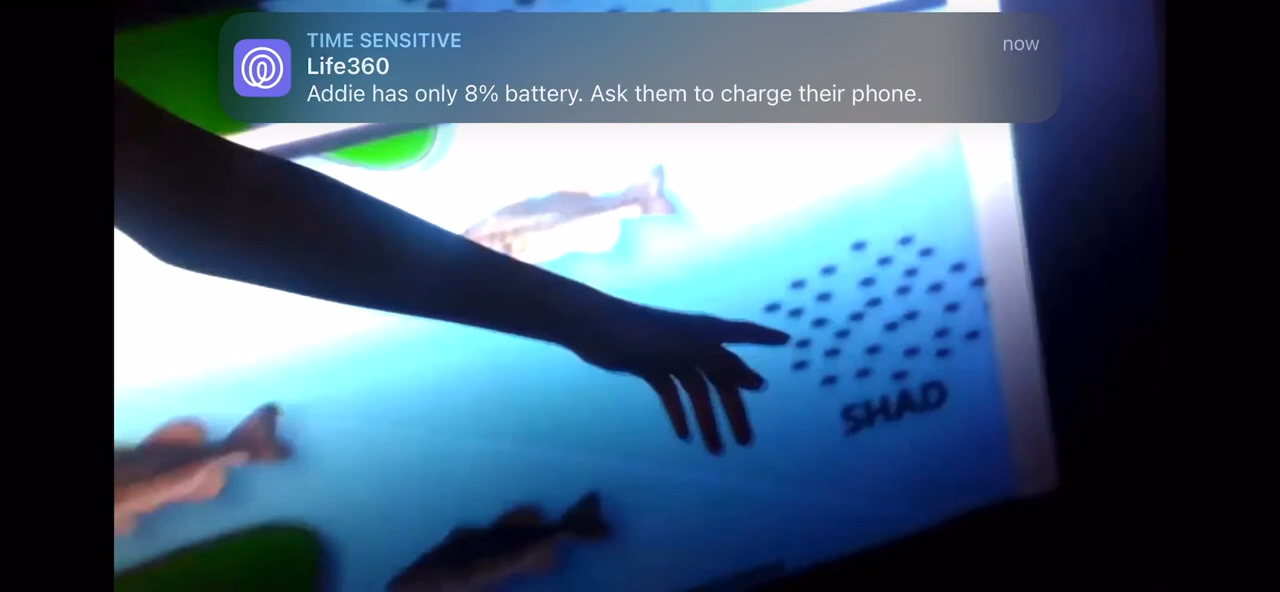 TIME SENSITIVE
now
Life360
Addie has only 8% battery. Ask them to charge their phone.
SHAD